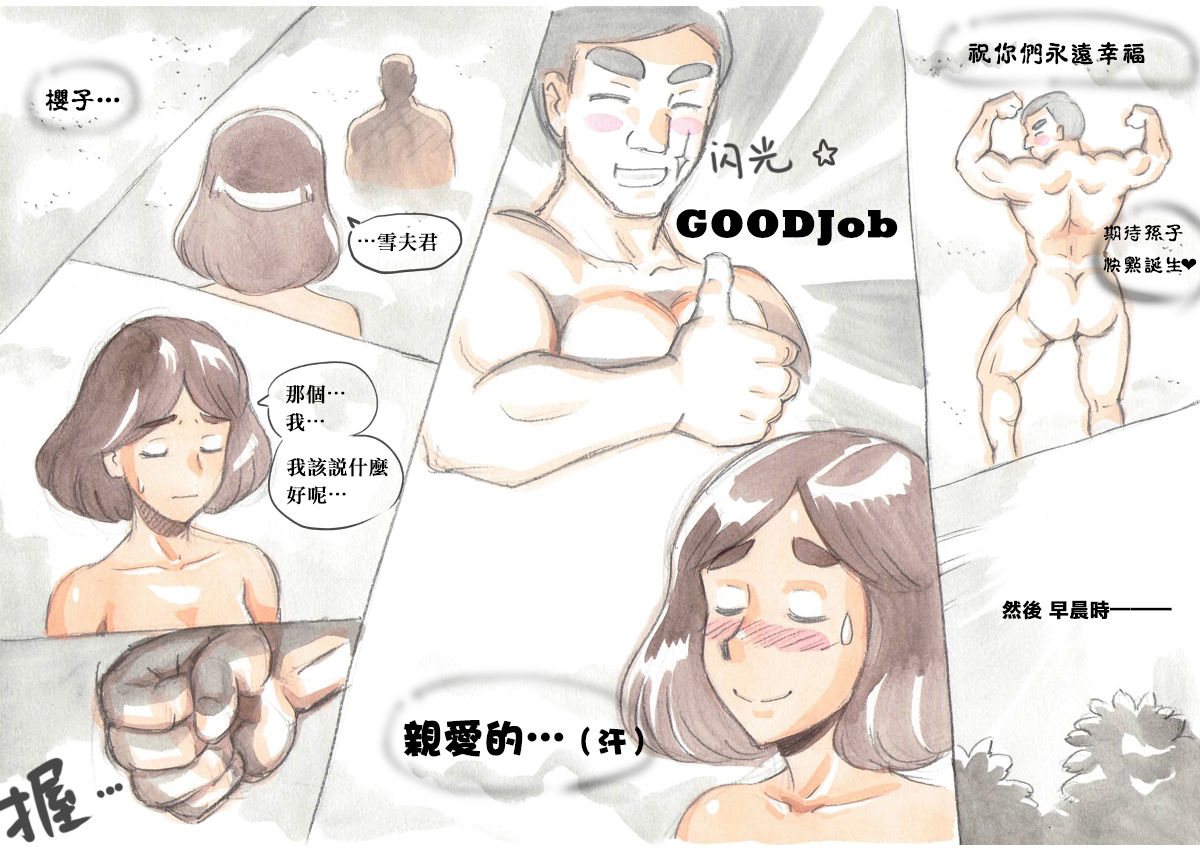 祝你們永遠幸福
期待孫子
快點誕生❤
然後 早晨時———
閃光 ☆
GOODJob
親愛的…（汗）
櫻子…
…雪夫君
那個…
我…
我該説什麼
好呢…
握…